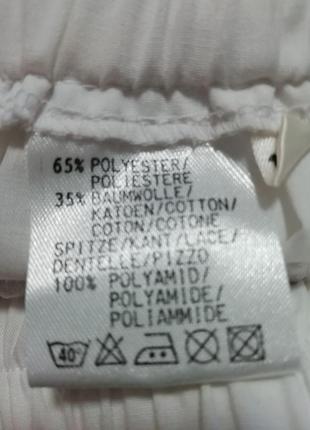 65% POLYESTER/
POLIESTERE
35% BAUMWOLLE/
KATOEN/COTTON/
COTON/COTONE
SPITZE/KANT/LACE/
DENTELLE/PIZZO
100% POLYAMID/
POLYAMIDE/
POLIAMMIDE
40°